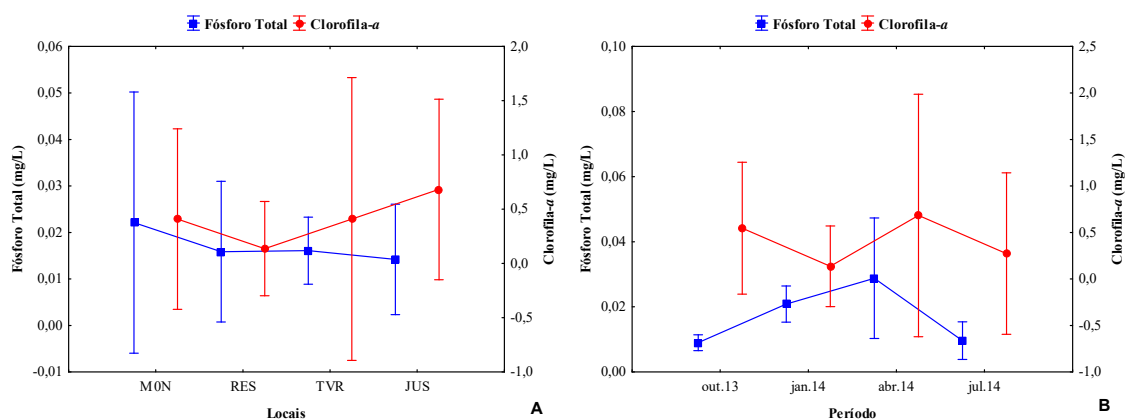 Fósforo Total Clorofila-a
0,06
0,05
0,04
0,03
0,02
0,01
0,00
-0,01
Fósforo Total (mg/L)
2,0
1,5
1,0
0,5
0,0
-0,5
-1,0
Clorofila-a (mg/L)
M0N RES TVR JUS
Locais
A
Fósforo Total Clorofila-a
0,10
0,08
0,06
0,04
0,02
0,00
Fósforo Total (mg/L)
2,5
2,0
1,5
1,0
0,5
0,0
-0,5
-1,0
Clorofila-a (mg/L)
out.13 jan.14 abr.14 jul.14
Período
B